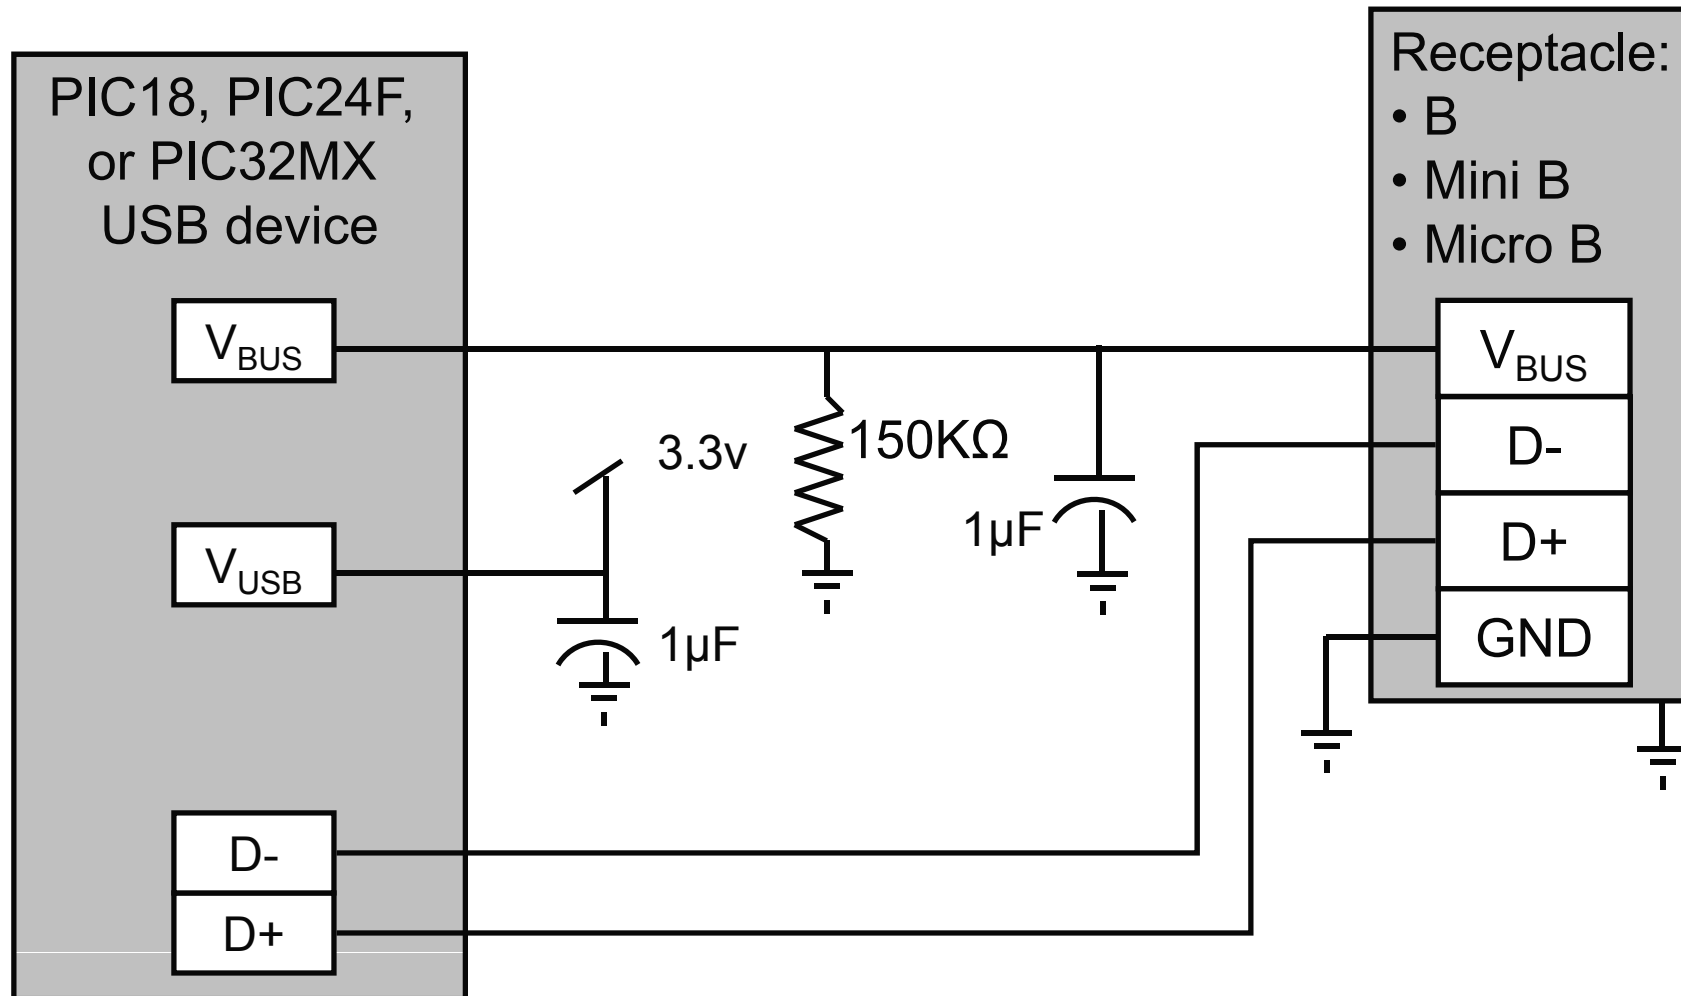 PIC18, PIC24F,
or PIC32MX
USB device
VBUS
VUSB
D-
D+
3.3v
1µF
150KΩ
1µF
Receptacle:
• B
• Mini B
• Micro B
VBUS
D-
D+
GND